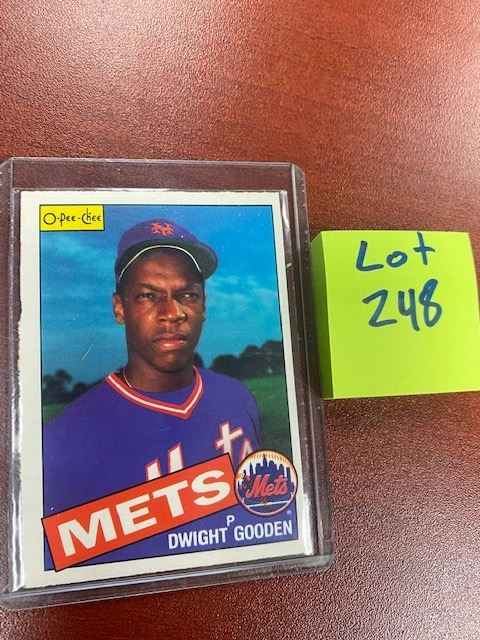 O-Pee-Chee
Lot
248
METS
Mets
P
DWIGHT GOODEN